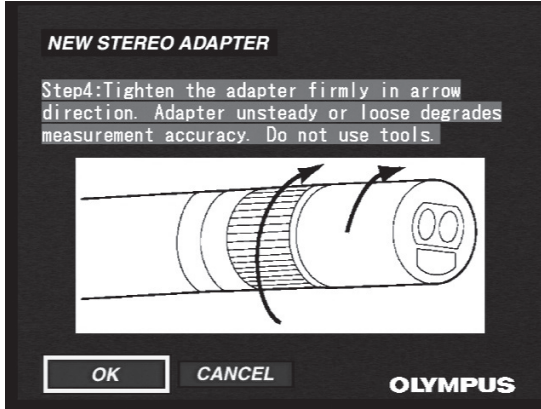 NEW STEREO ADAPTER
Step4:Tighten the adapter firmly in arrow
direction. Adapter unsteady or loose degrades
measurement accuracy. Do not use tools.
OK CANCEL
OLYMPUS